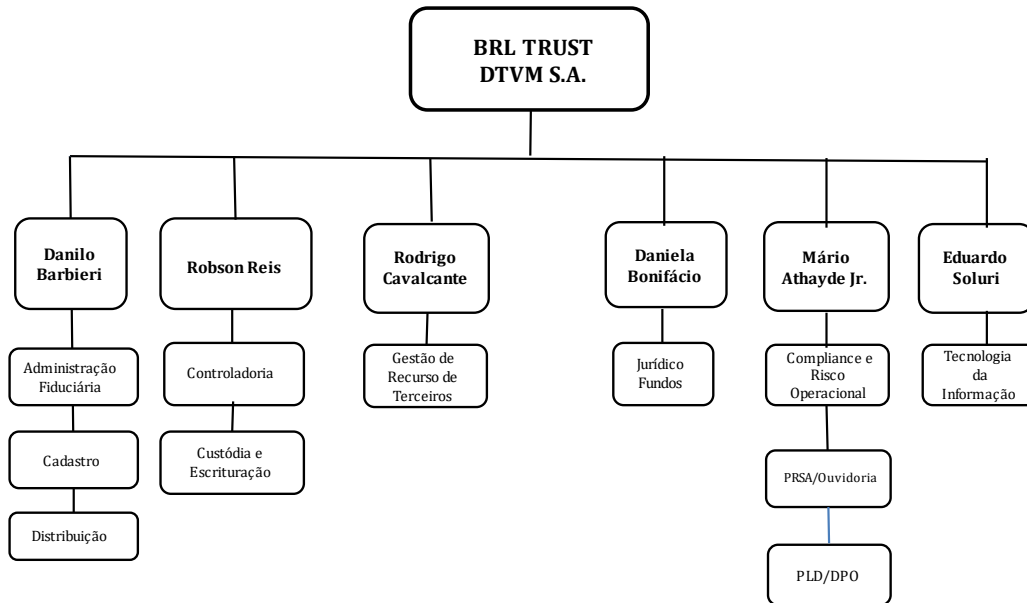 BRL TRUST
DTVM S.A.
Danilo
Barbieri
Robson Reis
Rodrigo
Cavalcante
Daniela
Bonifácio
Mário
Athayde Jr.
Eduardo
Soluri
Administração
Fiduciária
Controladoria
Gestão de
Recurso de
Terceiros
Jurídico
Fundos
Compliance e
Risco
Operacional
Tecnologia
da
Informação
Cadastro
Custódia e
Escrituração
PRSA/Ouvidoria
Distribuição
PLD/DPO